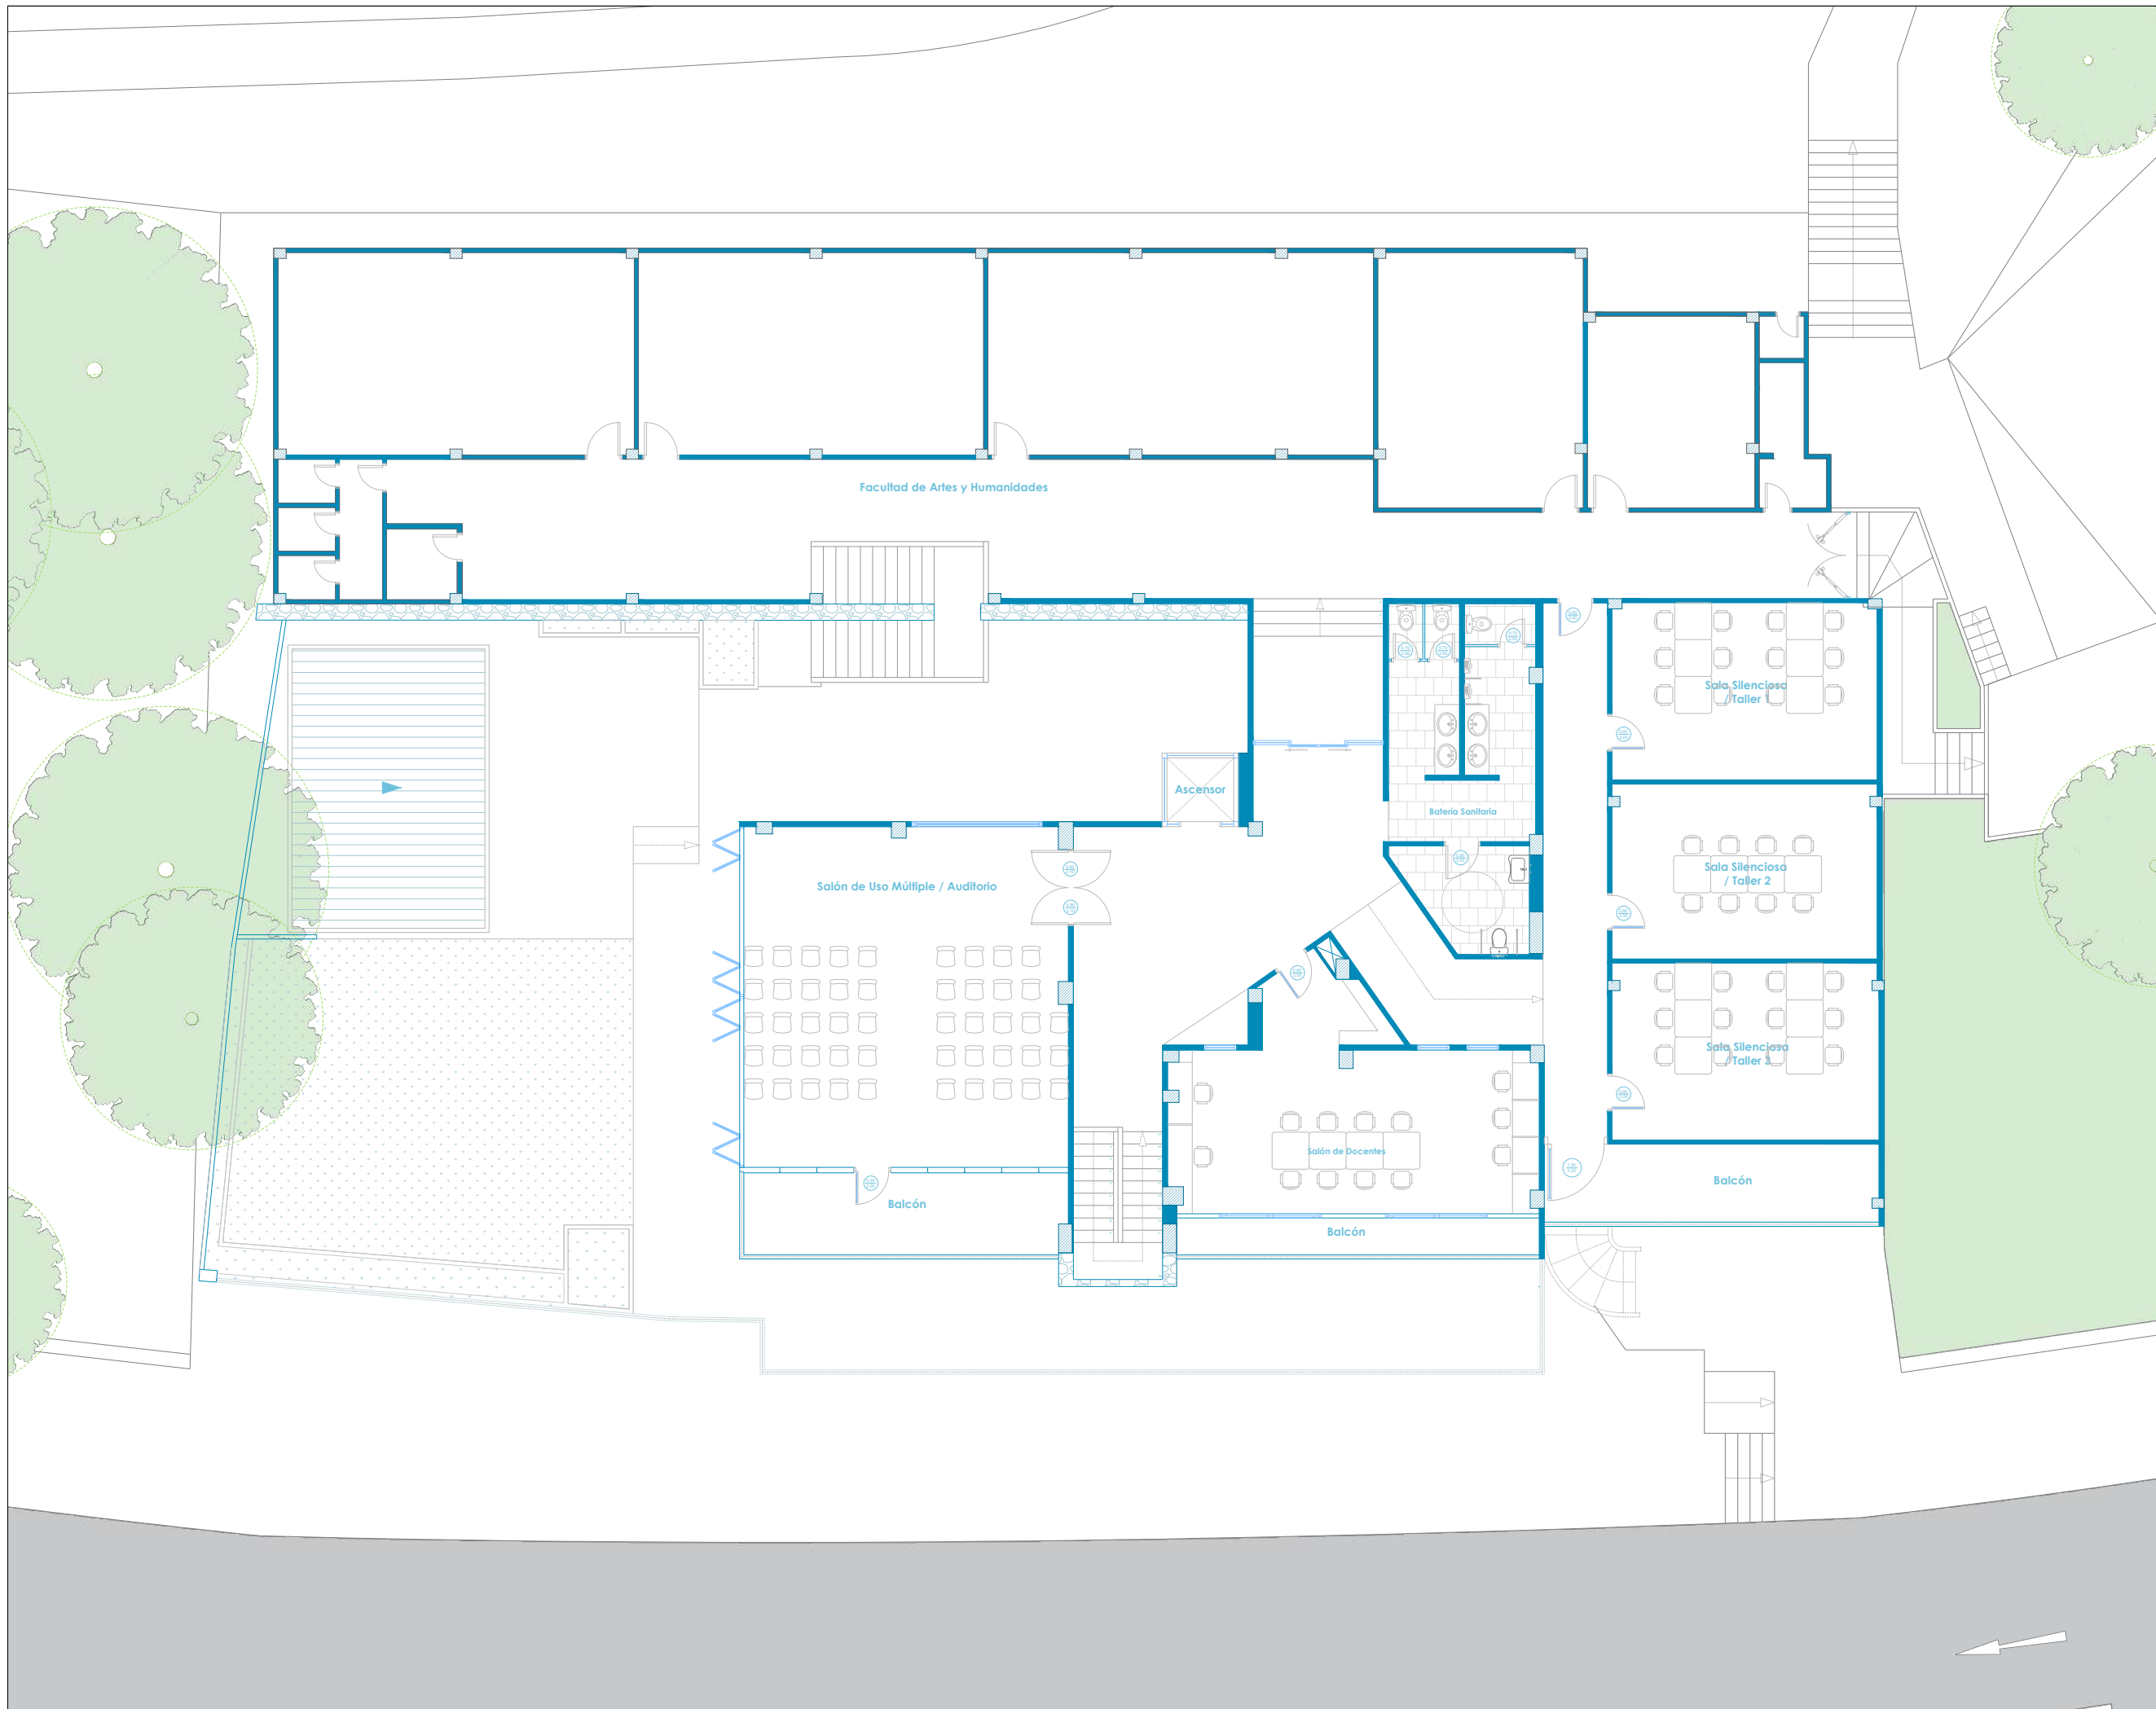 Facultad de Artes y Humanidades
Sala Silenciosa
/ Taller 1
Ascensor
Batería Sanitaria
Salón de Uso Múltiple / Auditorio
Sala Silenciosa
/ Taller 2
Sala Silenciosa
/ Taller 3
Salón de Docentes
Balcón
Balcón
Balcón